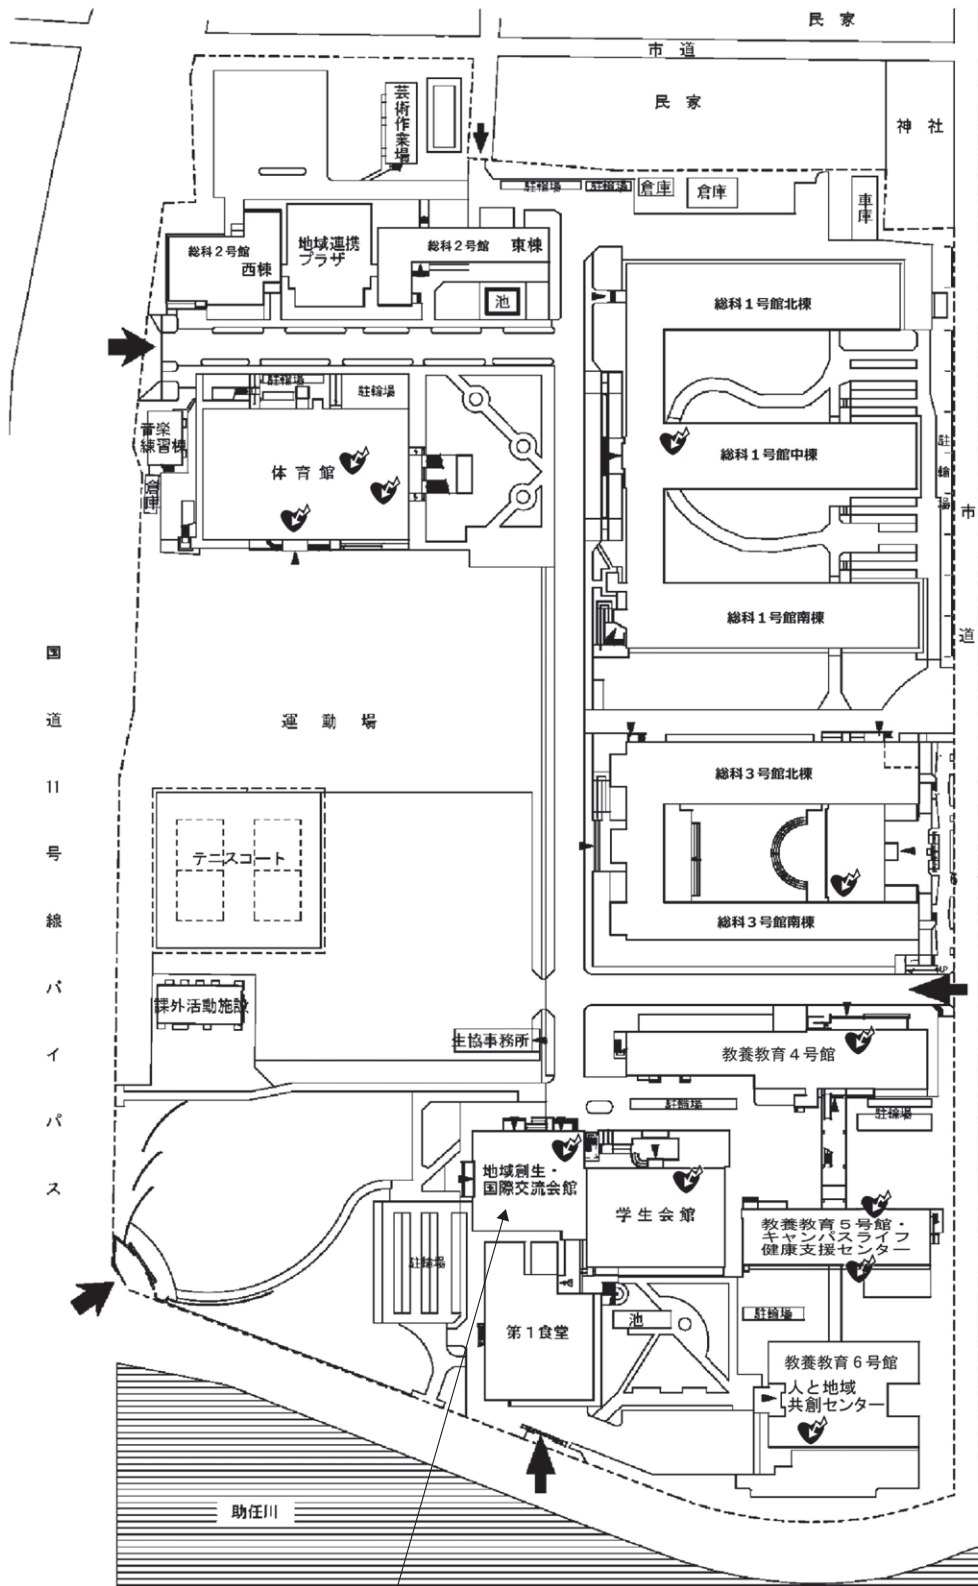 民家
市道
民家
神社
芸術作業場
駐輪場
駐輪場
倉庫
倉庫
車庫
総科２号館
西棟
地域連携
プラザ
総科２号館 東棟
池
総科１号館北棟
駐輪場
駐輪場
音楽
練習棟
倉庫
体育館
総科１号館中棟
駐輪場
市道
総科１号館南棟
国道11号線バイパス
運動場
総科３号館北棟
テニスコート
総科３号館南棟
課外活動施設
生協事務所
教養教育４号館
駐輪場
駐輪場
地域創生・
国際交流会館
学生会館
教養教育５号館・
キャンパスライフ
健康支援センター
駐輪場
第１食堂
池
駐輪場
教養教育６号館
人と地域
共創センター
助任川